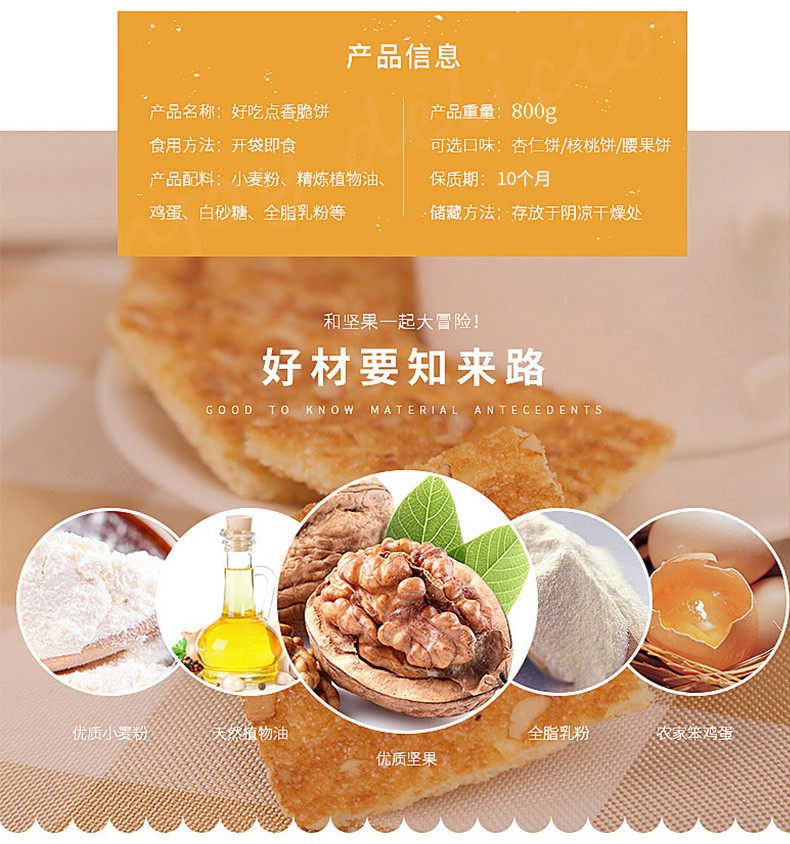 产品信息
产品名称：好吃点香脆饼
食用方法：开袋即食
产品配料：小麦粉、精炼植物油、
鸡蛋、白砂糖、全脂乳粉等
产品重量：800g
可选口味：杏仁饼/核桃饼/腰果饼
保质期：10个月
储藏方法：存放于阴凉干燥处
和坚果一起大冒险!
好材要知来路
GOOD TO KNOW MATERIAL ANTECEDENTS
优质小麦粉
天然植物油
优质坚果
全脂乳粉
农家笨鸡蛋